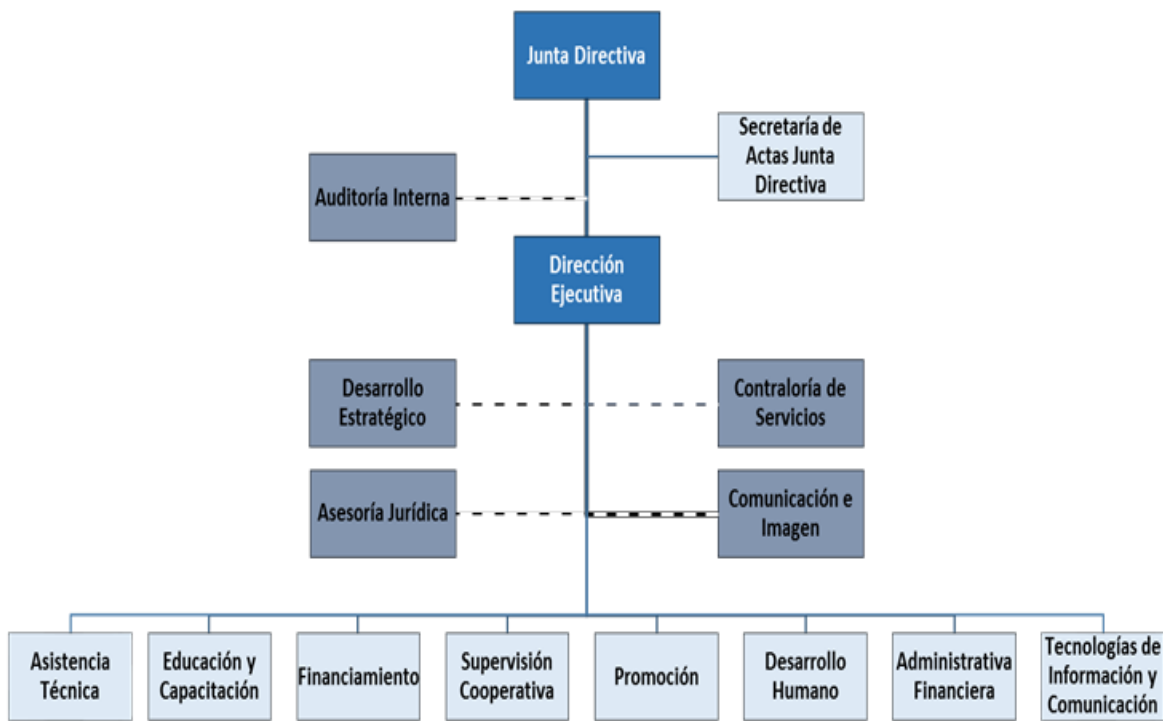 Junta Directiva
Secretaría de
Actas Junta
Directiva
Auditoría Interna
Dirección
Ejecutiva
Desarrollo
Estratégico
Contraloría de
Servicios
Asesoría Jurídica
Comunicación e
Imagen
Asistencia
Técnica
Educación y
Capacitación
Financiamiento
Supervisión
Cooperativa
Promoción
Desarrollo
Humano
Administrativa
Financiera
Tecnologías de
Información y
Comunicación